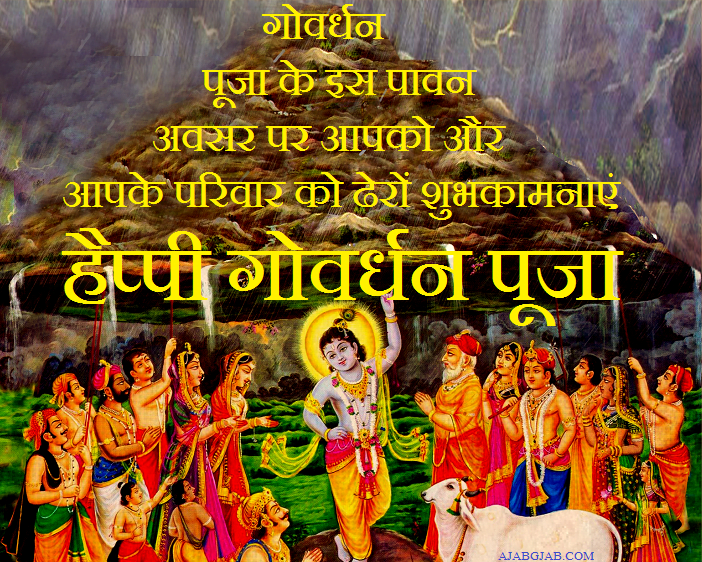 गोवर्धन
पूजा के इस पावन
अवसर पर आपको और
आपके परिवार को ढेरों शुभकामनाएं
हैप्पी गोवर्धन पूजा
AJABGJAB.COM